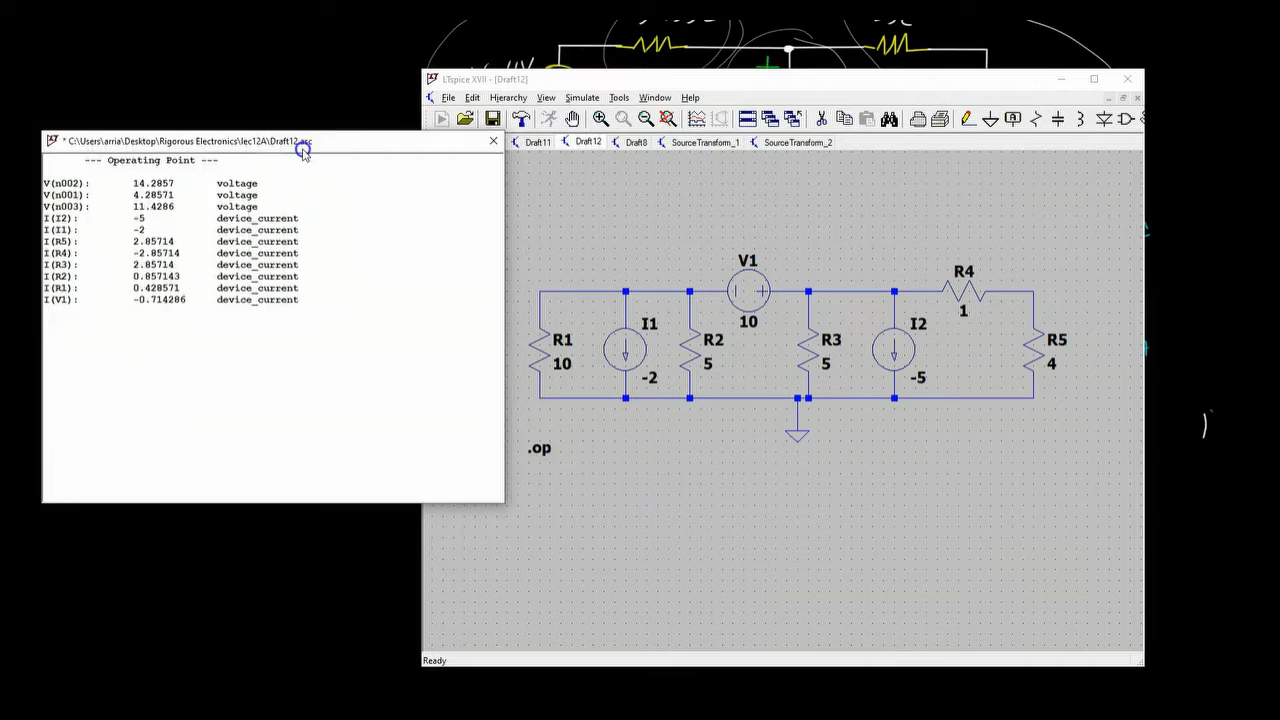 LTspice XVII - [Draft12]
File Edit Hierarchy View Simulate Tools Window Help
Draft11 Draft12 Draft8 SourceTransform_1 SourceTransform_2
* C:\Users\arria\Desktop\Rigorous Electronics\lec12A\Draft12.asc
--- Operating Point ---
V(n002): 14.2857 voltage
V(n001): 4.28571 voltage
V(n003): 11.4286 voltage
I(I2): -5 device_current
I(I1): -2 device_current
I(R5): 2.85714 device_current
I(R4): -2.85714 device_current
I(R3): 2.85714 device_current
I(R2): 0.857143 device_current
I(R1): 0.428571 device_current
I(V1): -0.714286 device_current
V1
10
R4
1
R1
10
I1
-2
R2
5
R3
5
I2
-5
R5
4
.op
Ready